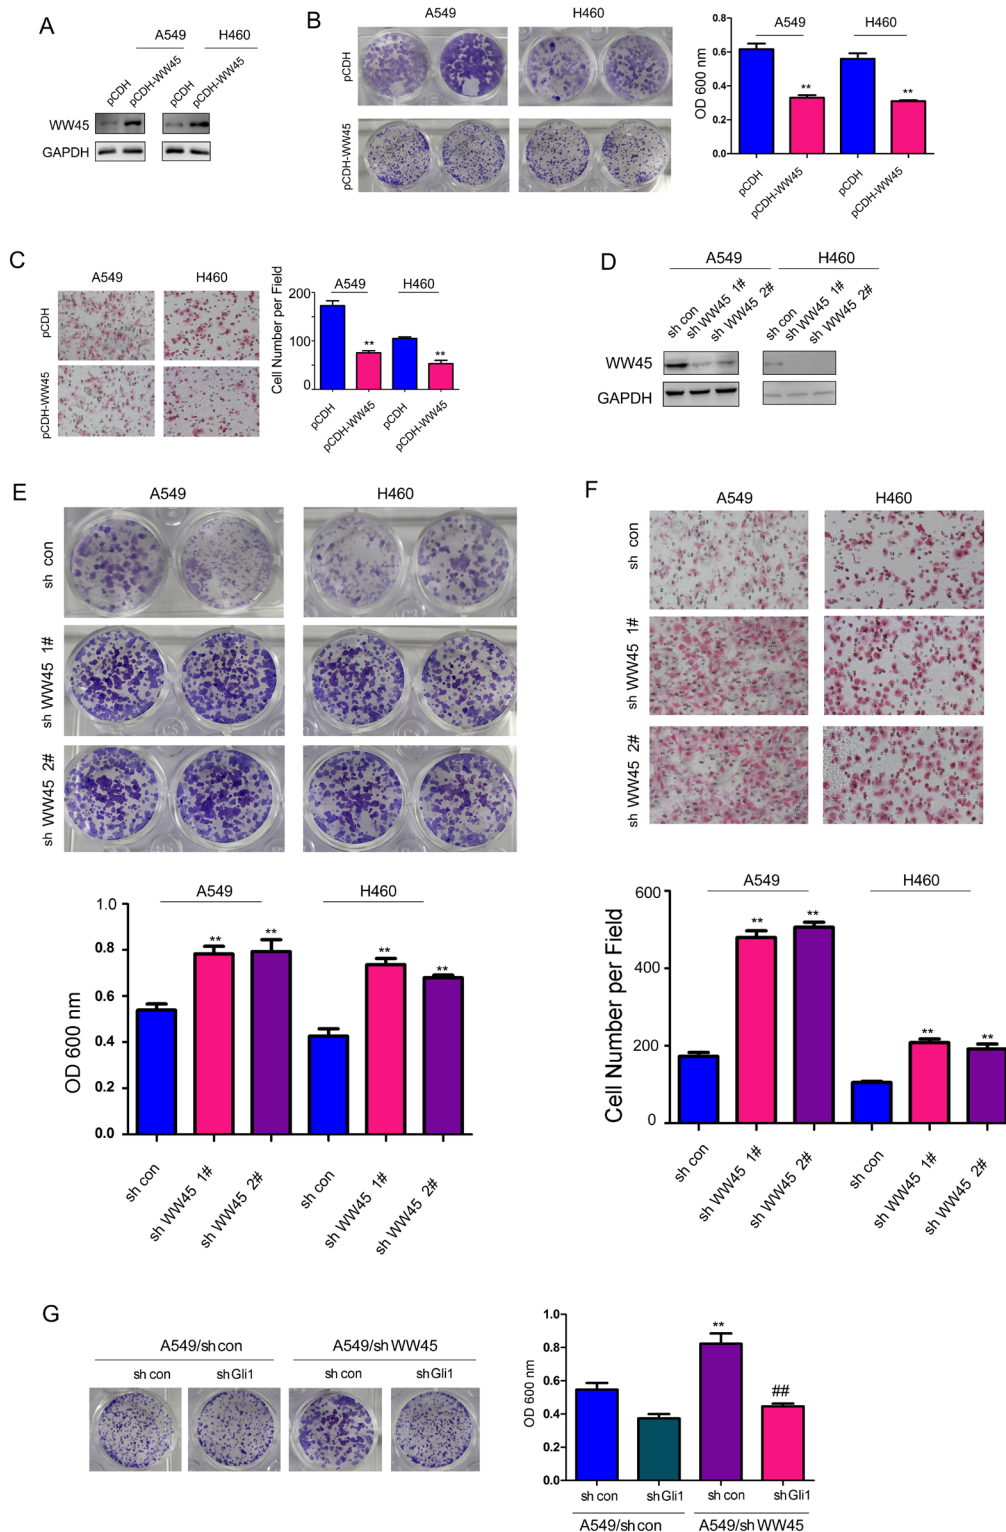 A
A549 H460
pCDH
pCDH-WW45
pCDH
pCDH-WW45
WW45
GAPDH
B
A549 H460
pCDH
pCDH-WW45
OD 600 nm
0.8
0.6
0.4
0.2
0.0
A549 H460
**
**
pCDH
pCDH-WW45
pCDH
pCDH-WW45
C
A549 H460
pCDH
pCDH-WW45
Cell Number per Field
200
100
0
A549 H460
**
**
pCDH
pCDH-WW45
pCDH
pCDH-WW45
D
A549 H460
sh con
sh WW45 1#
sh WW45 2#
sh con
sh WW45 1#
sh WW45 2#
WW45
GAPDH
E
A549 H460
sh con
sh WW45 1#
sh WW45 2#
OD 600 nm
1.0
0.8
0.6
0.4
0.2
0.0
A549 H460
**
**
**
**
sh con
sh WW45 1#
sh WW45 2#
sh con
sh WW45 1#
sh WW45 2#
F
A549 H460
sh con
sh WW45 1#
sh WW45 2#
Cell Number per Field
600
400
200
0
A549 H460
**
**
**
**
sh con
sh WW45 1#
sh WW45 2#
sh con
sh WW45 1#
sh WW45 2#
G
A549/sh con A549/sh WW45
sh con sh Gli1 sh con sh Gli1
OD 600 nm
1.0
0.8
0.6
0.4
0.2
0.0
**
##
sh con sh Gli1 sh con sh Gli1
A549/sh con A549/sh WW45